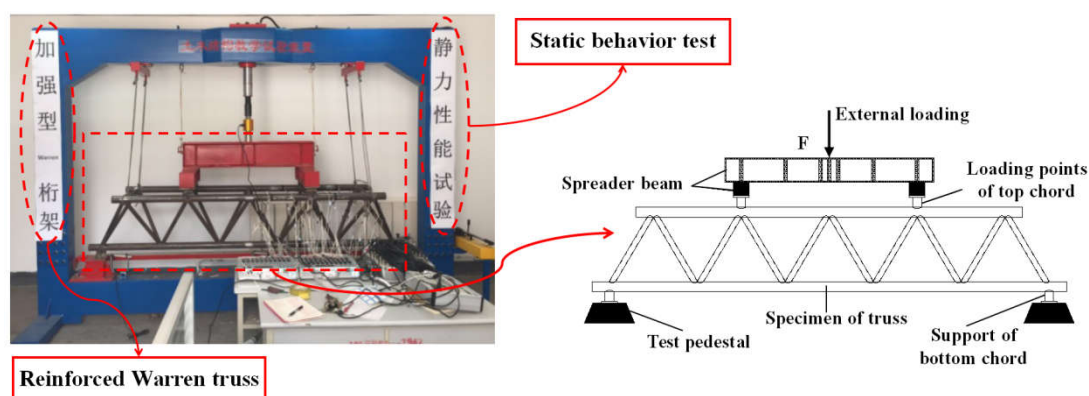 加强型 Warren 桁架
静力性能试验
Static behavior test
Reinforced Warren truss
External loading
F
Spreader beam
Loading points
of top chord
Specimen of truss
Test pedestal
Support of
bottom chord